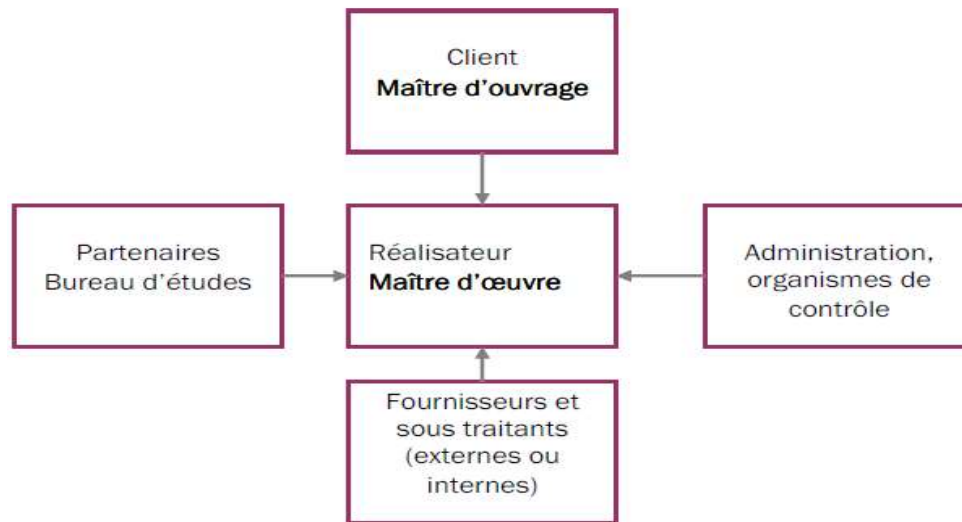 Client
Maître d'ouvrage
Partenaires
Bureau d'études
Réalisateur
Maître d'œuvre
Administration,
organismes de
contrôle
Fournisseurs et
sous traitants
(externes ou
internes)